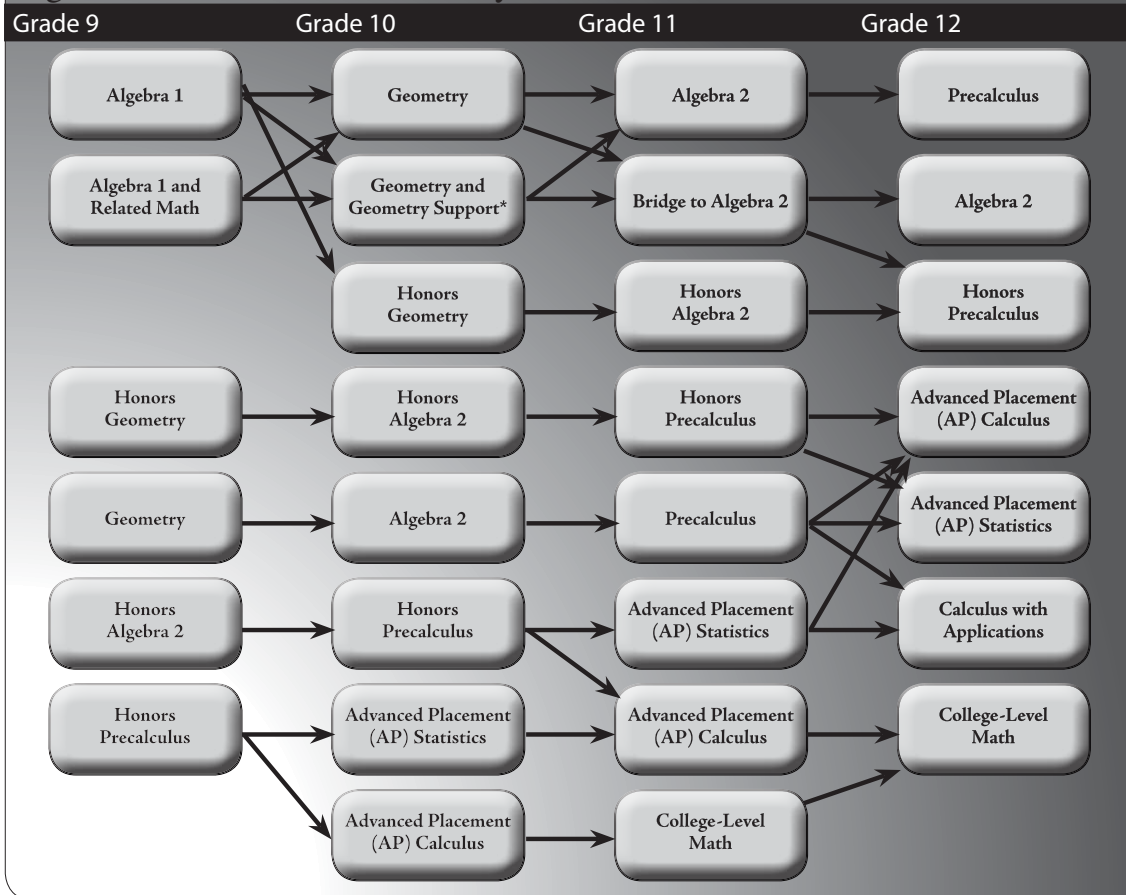 Grade 9 Grade 10 Grade 11 Grade 12
Algebra 1
Geometry
Algebra 2
Precalculus
Algebra 1 and
Related Math
Geometry and
Geometry Support*
Bridge to Algebra 2
Algebra 2
Honors
Geometry
Honors
Algebra 2
Honors
Precalculus
Honors
Geometry
Honors
Algebra 2
Honors
Precalculus
Advanced Placement
(AP) Calculus
Geometry
Algebra 2
Precalculus
Advanced Placement
(AP) Statistics
Honors
Algebra 2
Honors
Precalculus
Advanced Placement
(AP) Statistics
Calculus with
Applications
Honors
Precalculus
Advanced Placement
(AP) Statistics
Advanced Placement
(AP) Calculus
College-Level
Math
Advanced Placement
(AP) Calculus
College-Level
Math